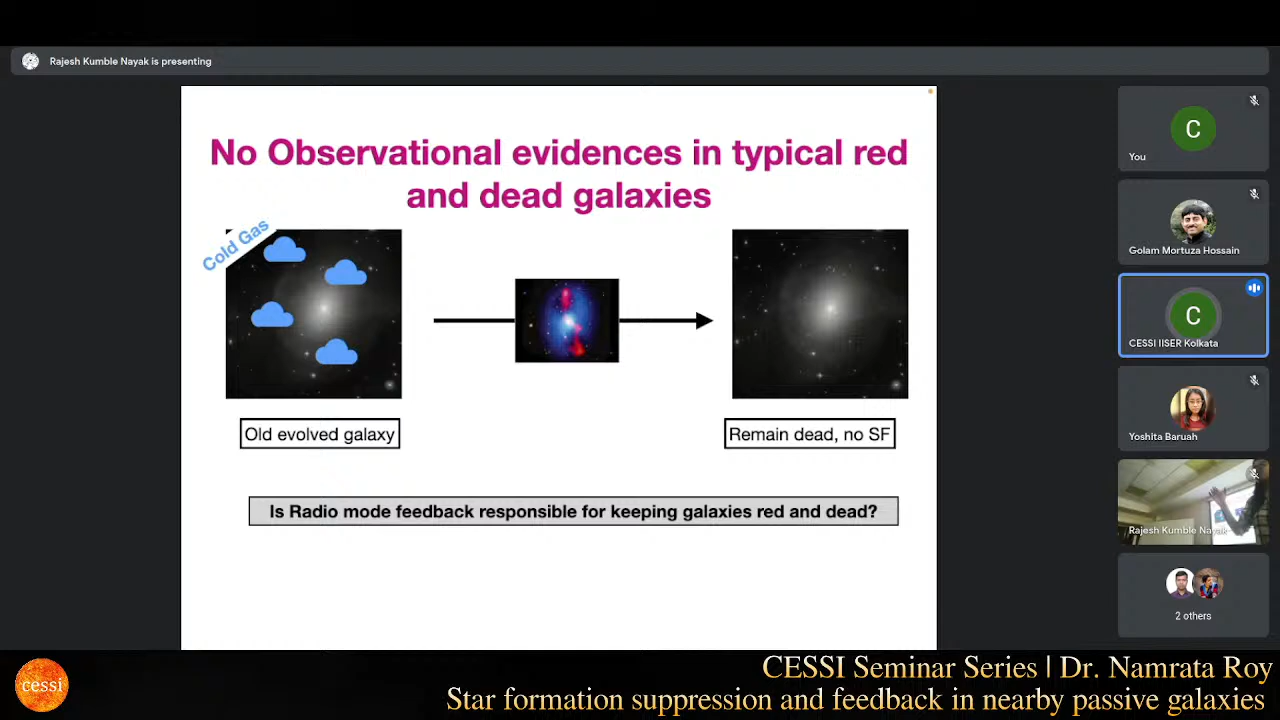 Rajesh Kumble Nayak is presenting
No Observational evidences in typical red
and dead galaxies
Cold Gas
Old evolved galaxy
Remain dead, no SF
Is Radio mode feedback responsible for keeping galaxies red and dead?
C
You
Golam Mortuza Hossain
C
CESSI IISER Kolkata
Yoshita Baruah
Rajesh Kumble Nayak
2 others
cessi
CESSI Seminar Series | Dr. Namrata Roy
Star formation suppression and feedback in nearby passive galaxies